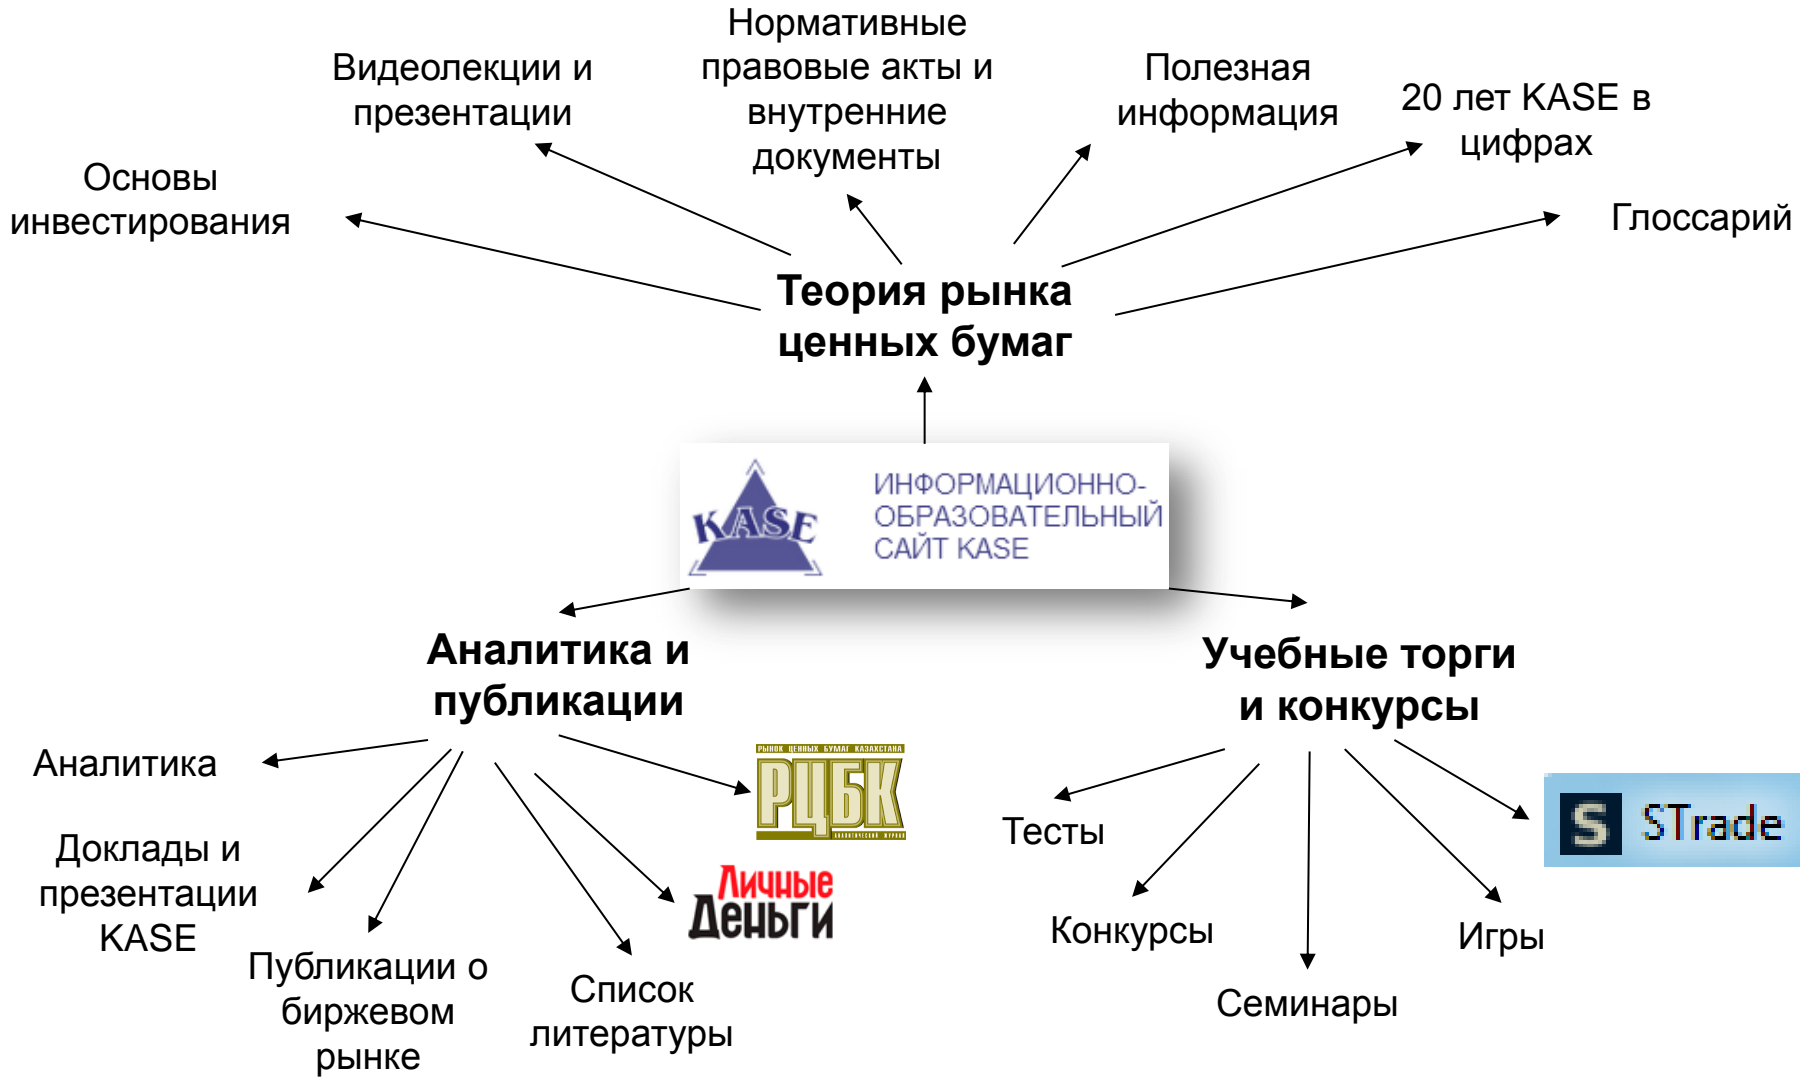 Нормативные
правовые акты и
внутренние
документы
Видеолекции и
презентации
Полезная
информация
20 лет KASE в
цифрах
Основы
инвестирования
Глоссарий
Теория рынка
ценных бумаг
KASE
ИНФОРМАЦИОННО-
ОБРАЗОВАТЕЛЬНЫЙ
САЙТ KASE
Аналитика и
публикации
Учебные торги
и конкурсы
Аналитика
Доклады и
презентации
KASE
Публикации о
биржевом
рынке
Список
литературы
Личные
Деньги
РЫНОК ЦЕННЫХ БУМАГ КАЗАХСТАНА
РЦБК
АНАЛИТИЧЕСКИЙ ЖУРНАЛ
Тесты
Конкурсы
Семинары
Игры
S STrade